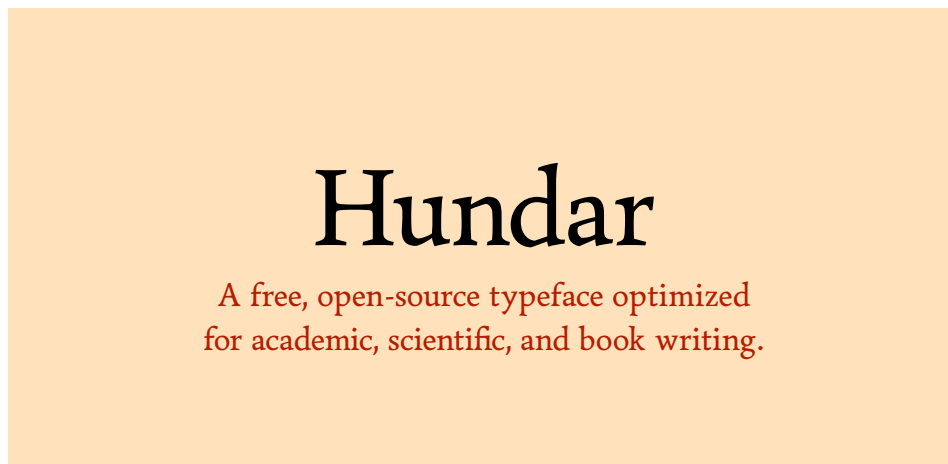 Hundar
A free, open-source typeface optimized
for academic, scientific, and book writing.